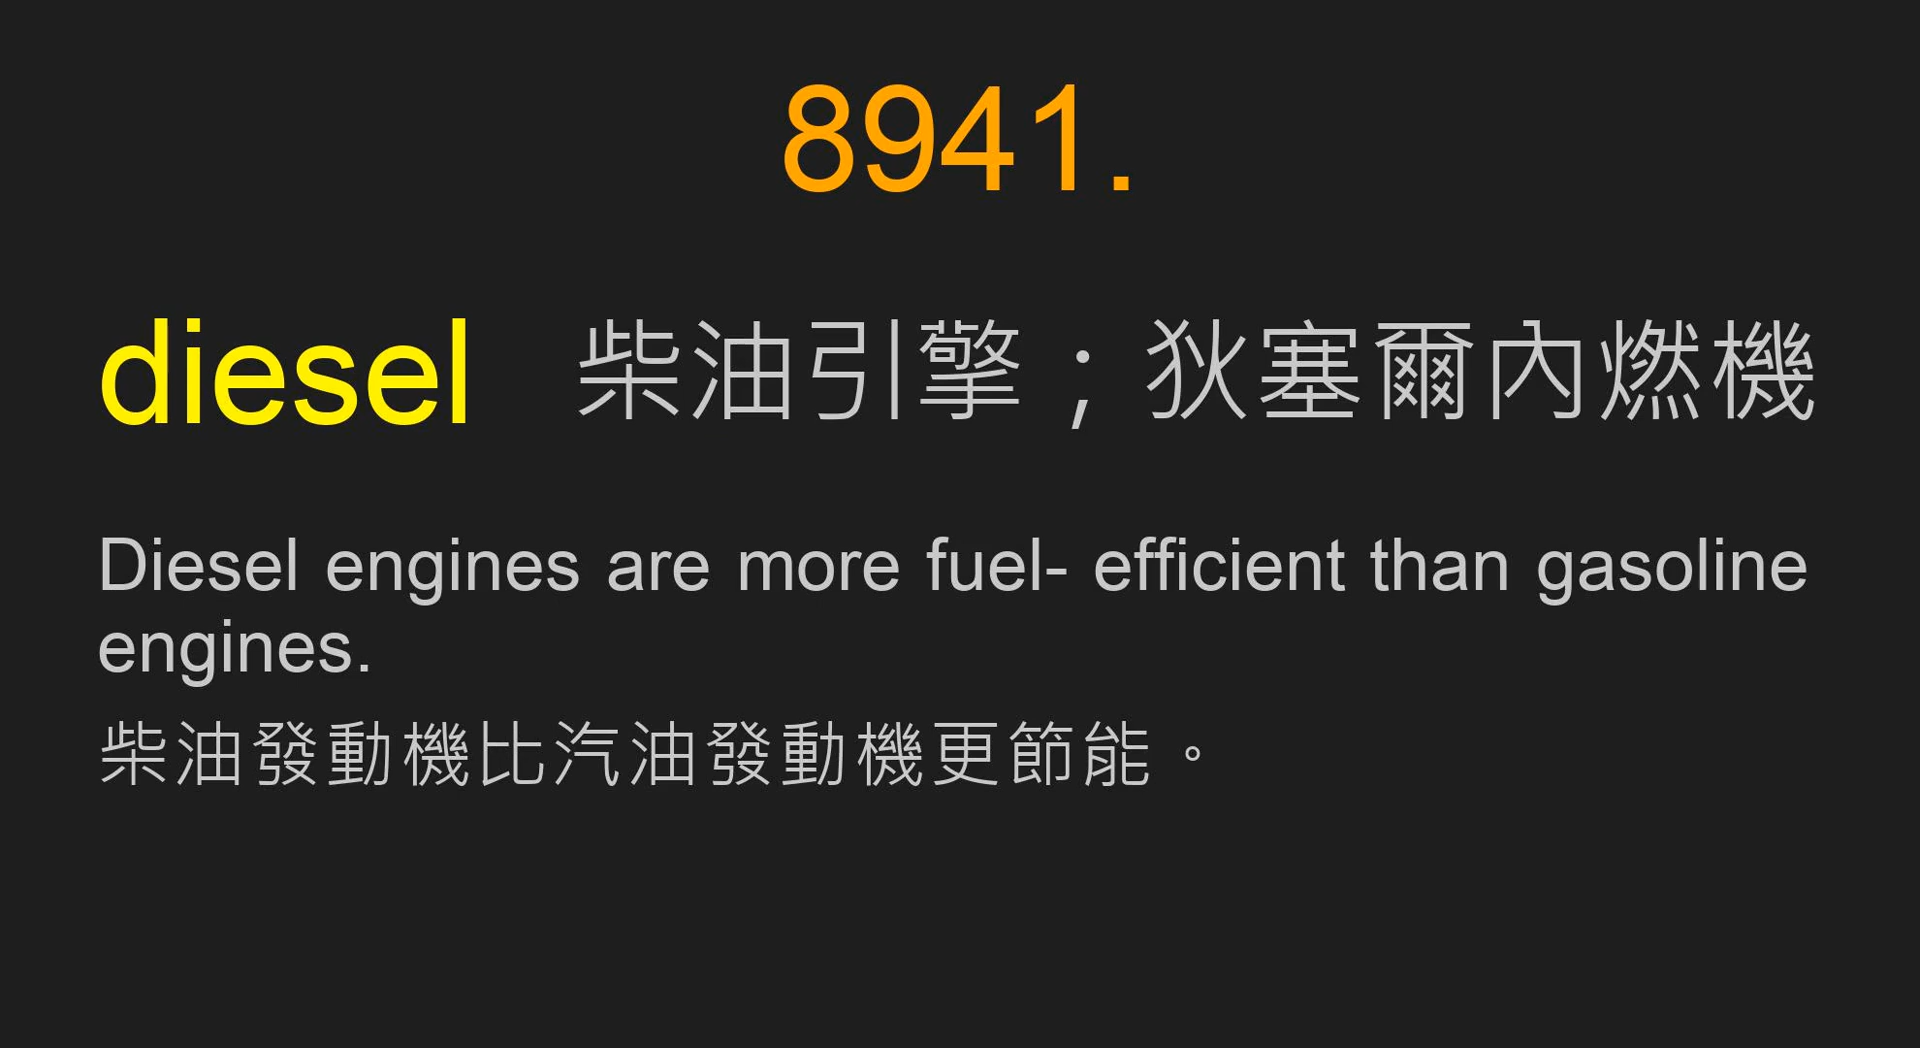 8941.
diesel 柴油引擎；狄塞爾內燃機
Diesel engines are more fuel- efficient than gasoline
engines.
柴油發動機比汽油發動機更節能。